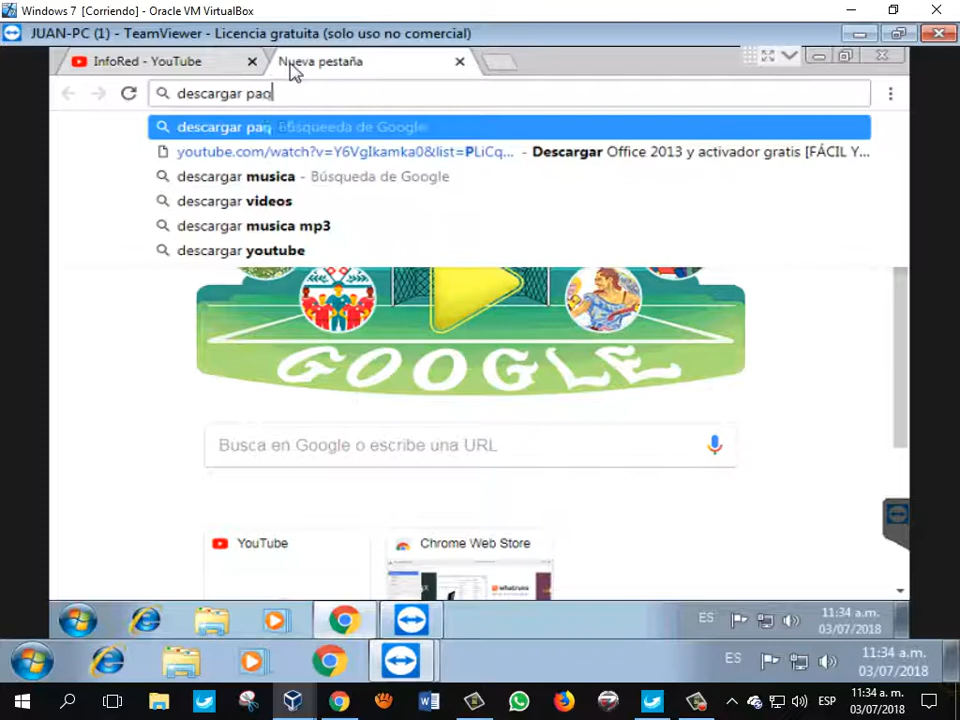 Windows 7 [Corriendo] - Oracle VM VirtualBox
JUAN-PC (1) - TeamViewer - Licencia gratuita (solo uso no comercial)
InfoRed - YouTube
Nueva pestaña
descargar paq
descargar paq Búsqueeda de Google
youtube.com/watch?v=Y6VgIkamka0&list=PLiCq... - Descargar Office 2013 y activador gratis [FÁCIL Y...
descargar musica - Búsqueda de Google
descargar videos
descargar musica mp3
descargar youtube
GOOGLE
Busca en Google o escribe una URL
YouTube
Chrome Web Store
ES
11:34 a.m.
03/07/2018
ES
11:34 a.m.
03/07/2018
ESP
11:34 a. m.
03/07/2018